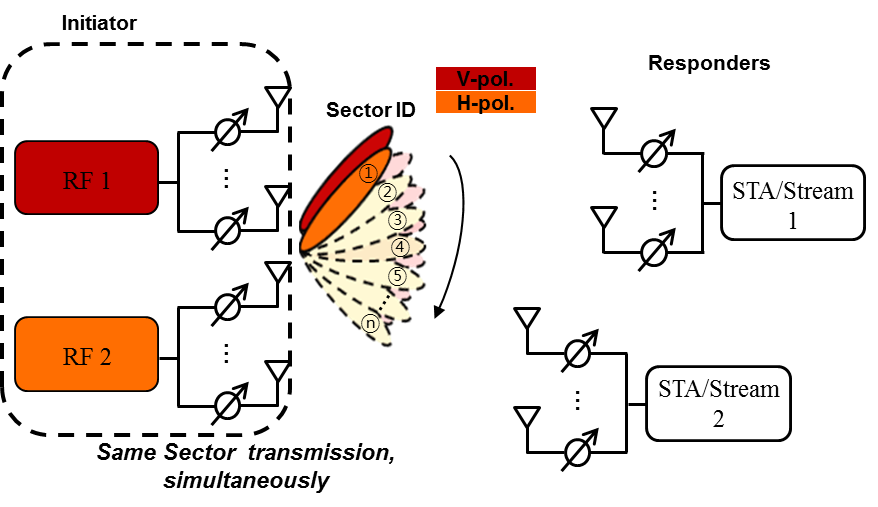 Initiator
Responders
V-pol.
H-pol.
Sector ID
RF 1
①
②
③
④
⑤
⋮
ⓝ
STA/Stream
1
RF 2
STA/Stream
2
Same Sector transmission,
simultaneously